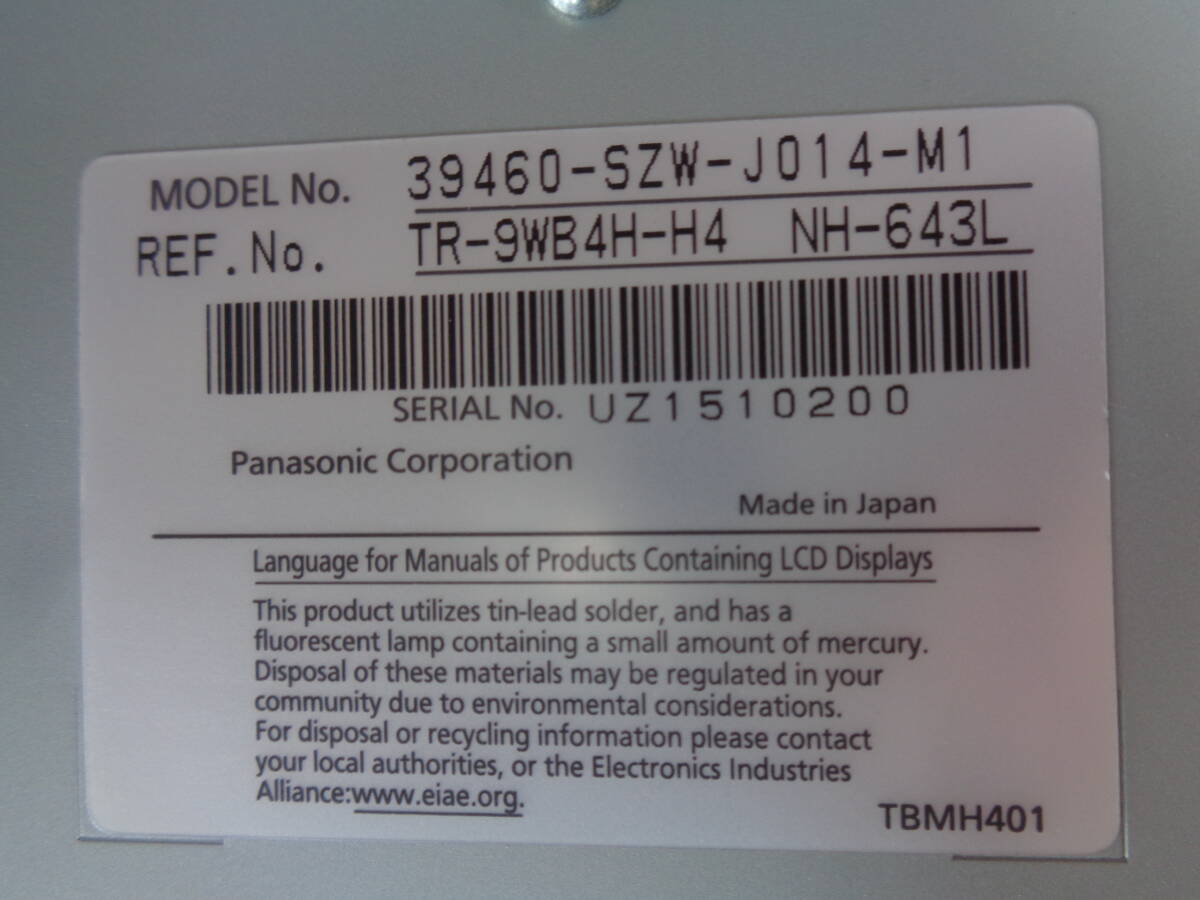 MODEL No. 39460-SZW-J014-M1
REF.No. TR-9WB4H-H4 NH-643L
SERIAL No. UZ1510200
Panasonic Corporation
Made in Japan
Language for Manuals of Products Containing LCD Displays
This product utilizes tin-lead solder, and has a
fluorescent lamp containing a small amount of mercury.
Disposal of these materials may be regulated in your
community due to environmental considerations.
For disposal or recycling information please contact
your local authorities, or the Electronics Industries
Alliance:www.eiae.org.
TBMH401